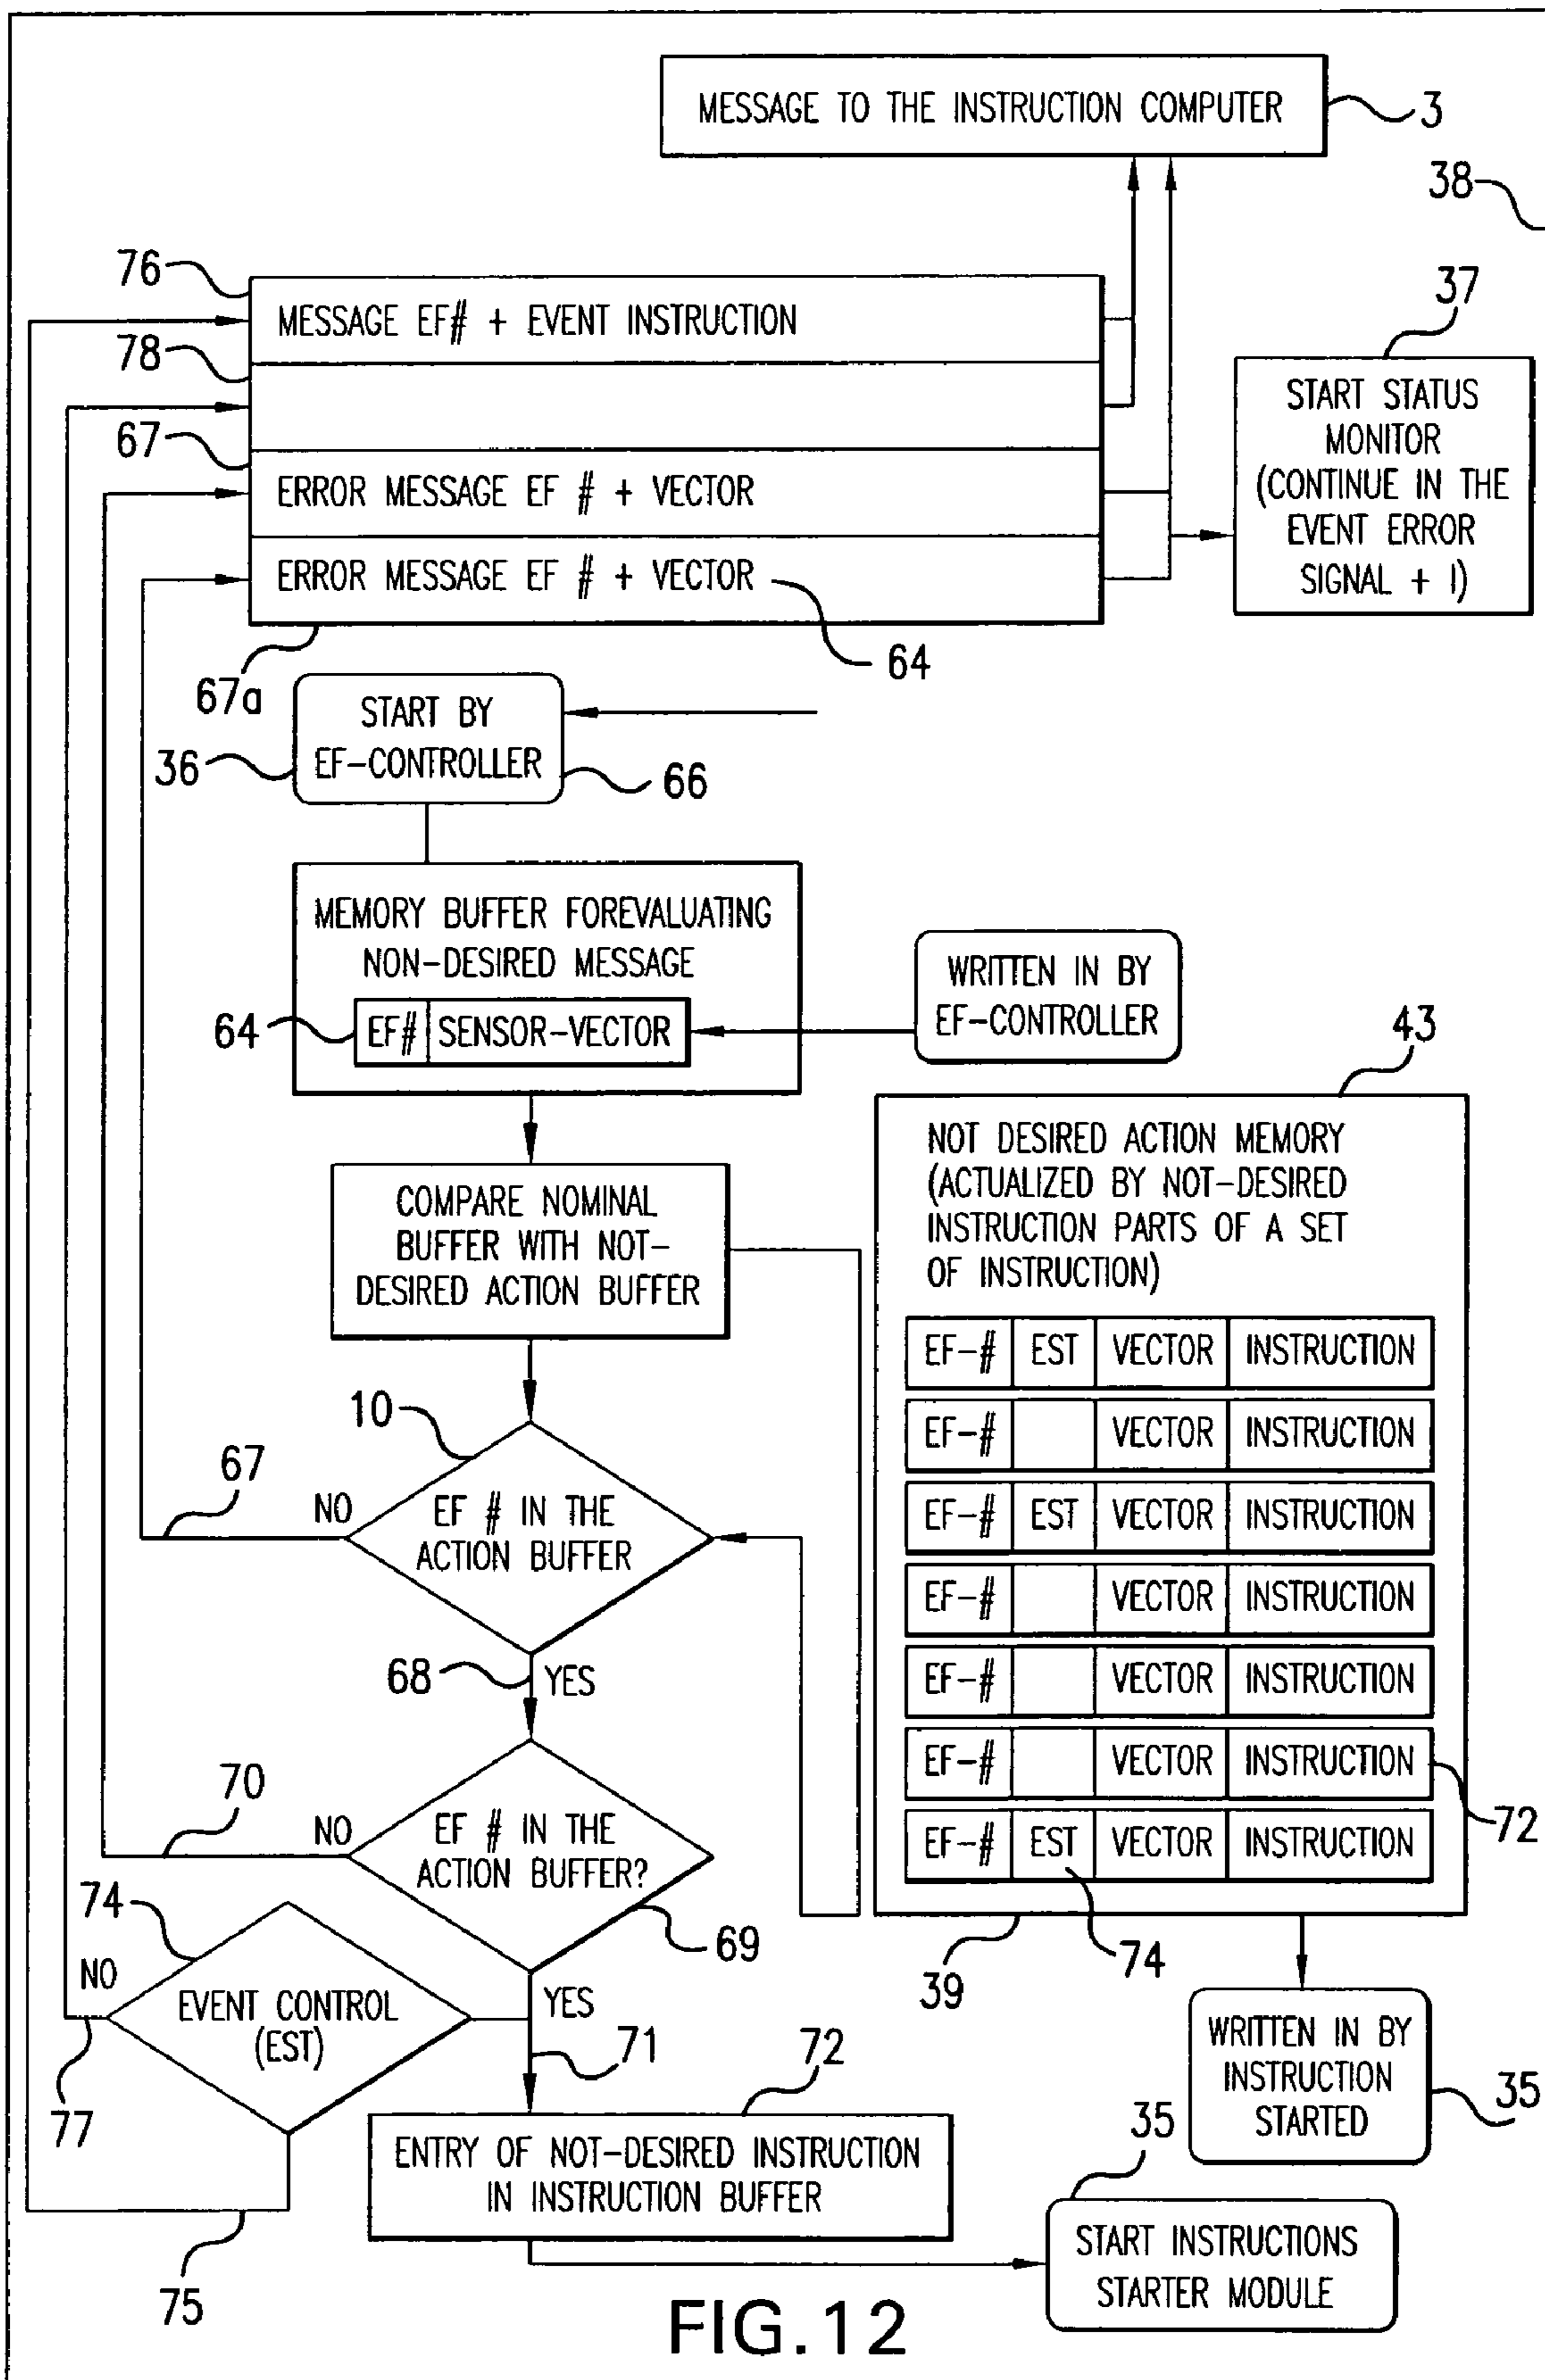 MESSAGE TO THE INSTRUCTION COMPUTER
3
38
76
MESSAGE EF# + EVENT INSTRUCTION
78
67
ERROR MESSAGE EF # + VECTOR
ERROR MESSAGE EF # + VECTOR
64
67a
37
START STATUS
MONITOR
(CONTINUE IN THE
EVENT ERROR
SIGNAL + 1)
START BY
EF-CONTROLLER
36
66
MEMORY BUFFER FOREVALUATING
NON-DESIRED MESSAGE
64
EF# SENSOR-VECTOR
WRITTEN IN BY
EF-CONTROLLER
43
COMPARE NOMINAL
BUFFER WITH NOT-
DESIRED ACTION BUFFER
NOT DESIRED ACTION MEMORY
(ACTUALIZED BY NOT-DESIRED
INSTRUCTION PARTS OF A SET
OF INSTRUCTION)
EF-# EST VECTOR INSTRUCTION
EF-# VECTOR INSTRUCTION
EF-# EST VECTOR INSTRUCTION
EF-# VECTOR INSTRUCTION
EF-# VECTOR INSTRUCTION
EF-# VECTOR INSTRUCTION
72
EF-# EST VECTOR INSTRUCTION
74
39
10
67
NO
EF # IN THE
ACTION BUFFER
68
YES
70
NO
EF # IN THE
ACTION BUFFER?
69
74
NO
EVENT CONTROL
(EST)
77
YES
71
72
75
ENTRY OF NOT-DESIRED INSTRUCTION
IN INSTRUCTION BUFFER
WRITTEN IN BY
INSTRUCTION
STARTED
35
35
START INSTRUCTIONS
STARTER MODULE
FIG.12